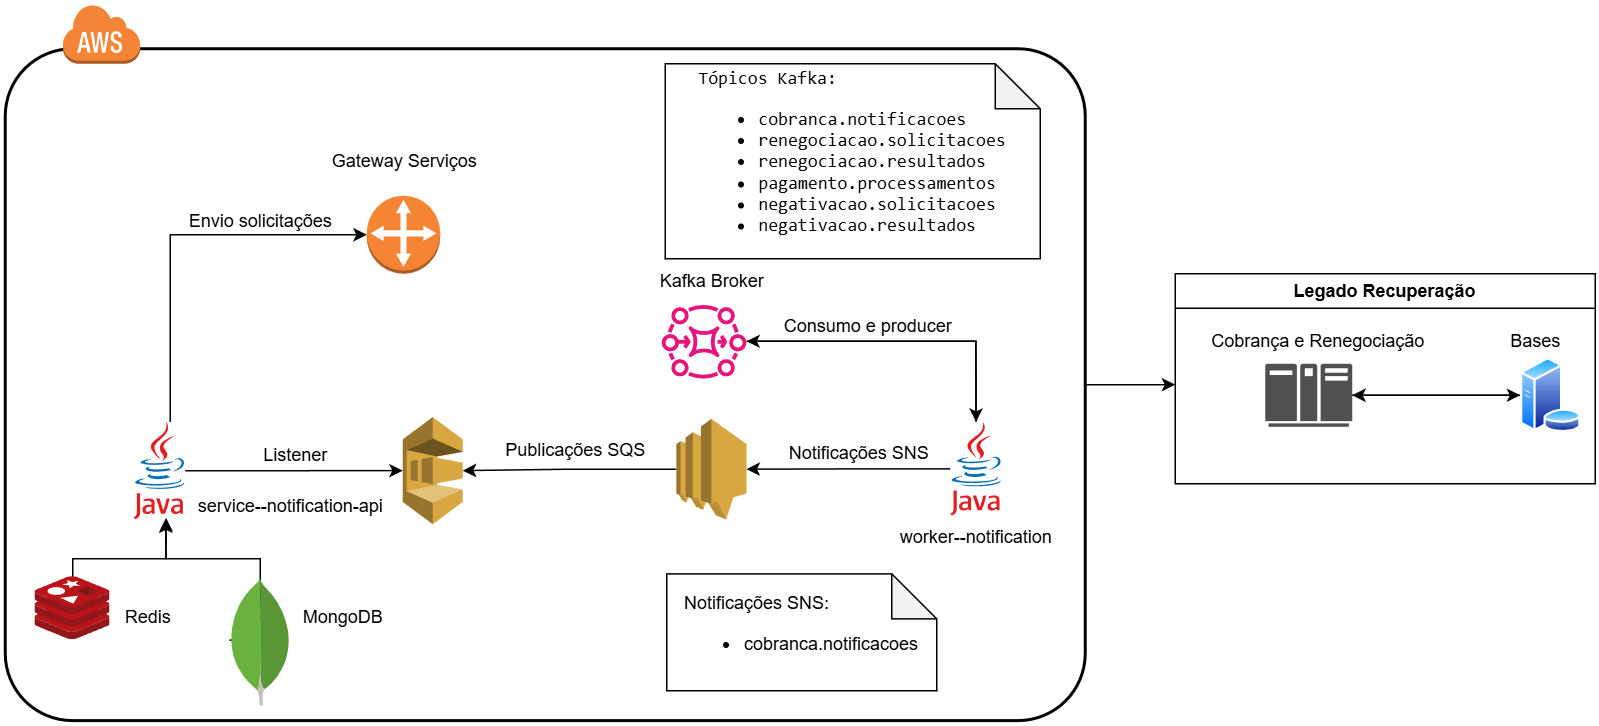 AWS
Tópicos Kafka:
cobranca.notificacoes
renegociacao.solicitacoes
renegociacao.resultados
pagamento.processamentos
negativacao.solicitacoes
negativacao.resultados
Gateway Serviços
Envio solicitações
Kafka Broker
Consumo e producer
Legado Recuperação
Cobrança e Renegociação
Bases
Listener
Publicações SQS
Notificações SNS
Java
service--notification-api
Java
worker--notification
Redis
MongoDB
Notificações SNS:
cobranca.notificacoes